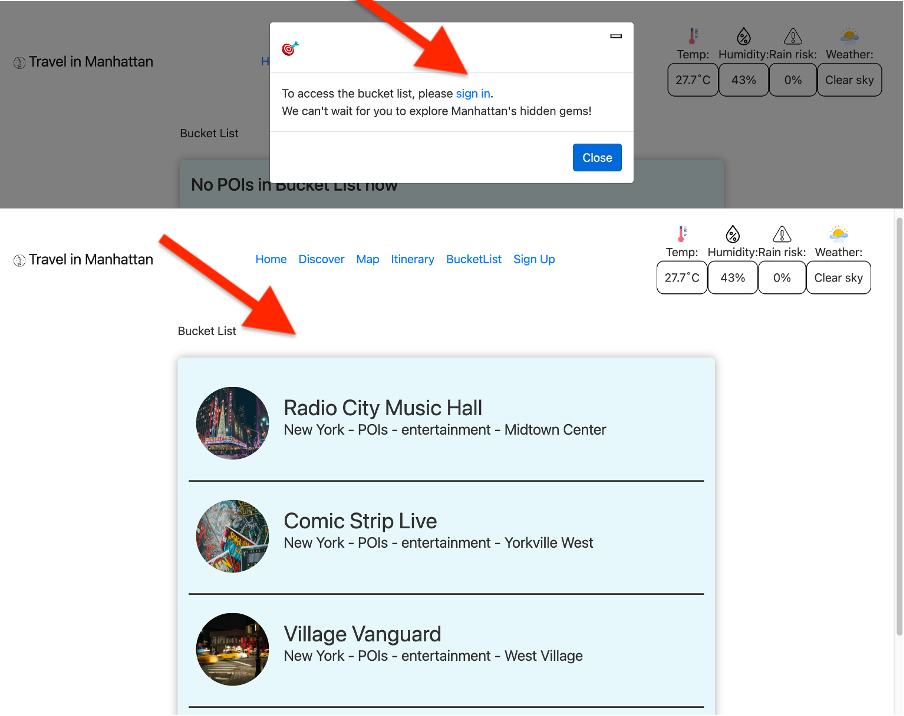 Travel in Manhattan
H
Temp: Humidity: Rain risk: Weather:
27.7°C 43% 0% Clear sky
To access the bucket list, please sign in.
We can't wait for you to explore Manhattan's hidden gems!
Close
Bucket List
No POIs in Bucket List now
Travel in Manhattan
Home Discover Map Itinerary BucketList Sign Up
Temp: Humidity: Rain risk: Weather:
27.7°C 43% 0% Clear sky
Bucket List
Radio City Music Hall
New York - POIs - entertainment - Midtown Center
Comic Strip Live
New York - POIs - entertainment - Yorkville West
Village Vanguard
New York - POIs - entertainment - West Village